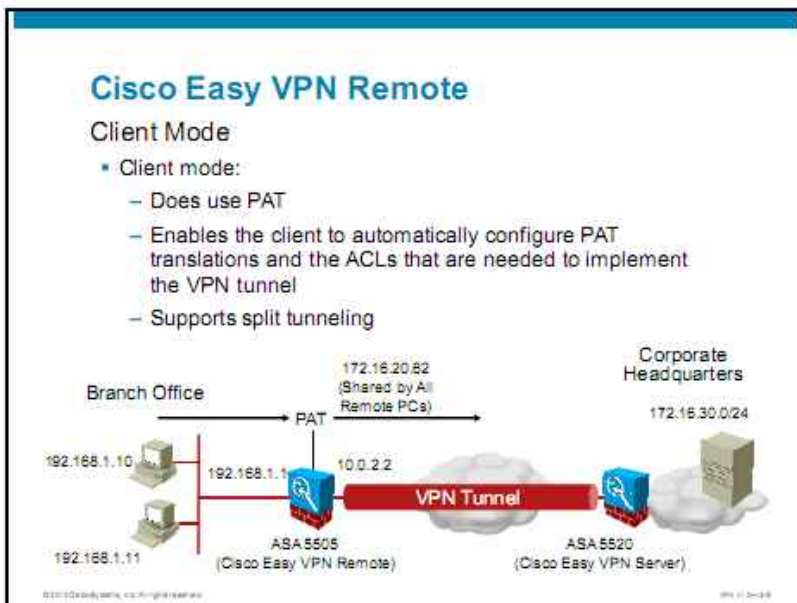 Cisco Easy VPN Remote
Client Mode
▪ Client mode:
– Does use PAT
– Enables the client to automatically configure PAT
translations and the ACLs that are needed to implement
the VPN tunnel
– Supports split tunneling
Branch Office
172.16.20.62
(Shared by All
Remote PCs)
Corporate
Headquarters
PAT
172.16.30.0/24
192.168.1.10
192.168.1.1
10.0.2.2
VPN Tunnel
192.168.1.11
ASA 5505
(Cisco Easy VPN Remote)
ASA 5520
(Cisco Easy VPN Server)